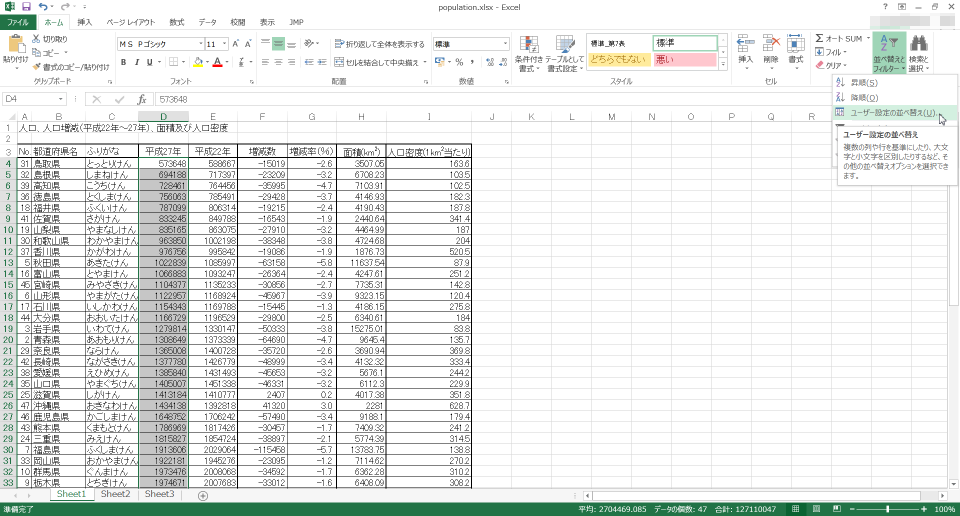 population.xlsx - Excel
ファイル ホーム 挿入 ページ レイアウト 数式 データ 校閲 表示 JMP
貼り付け 切り取り コピー 書式のコピー/貼り付け クリップボード
ＭＳ Ｐゴシック 11 B I U フォント
折り返して全体を表示する セルを結合して中央揃え 配置
標準 % 数値
条件付き書式 テーブルとして書式設定 標準_第7表 標準 どちらでもない 悪い スタイル
挿入 削除 書式 セル
Σ オート SUM フィル クリア 並べ替えとフィルター 検索と選択
昇順(S)
降順(O)
ユーザー設定の並べ替え(U)...
ユーザー設定の並べ替え
複数の列や行を基準にしたり、大文
字と小文字を区別したりするなど、そ
の他の並べ替えオプションを選択でき
ます。
D4 fx 573648
A B C D E F G H I J K L M N O P
1 人口、人口増減(平成22年～27年)、面積及び人口密度
2
3 No. 都道府県名 ふりがな 平成27年 平成22年 増減数 増減率(%) 面積(km²) 人口密度(1km²当たり)
4 31 鳥取県 とっとりけん 573648 588667 -15019 -2.6 3507.05 163.6
5 32 島根県 しまねけん 694188 717397 -23209 -3.2 6708.23 103.5
6 39 高知県 こうちけん 728461 764456 -35995 -4.7 7103.91 102.5
7 36 徳島県 とくしまけん 756063 785491 -29428 -3.7 4146.93 182.3
8 18 福井県 ふくいけん 787099 806314 -19215 -2.4 4190.43 187.8
9 41 佐賀県 さがけん 833245 849788 -16543 -1.9 2440.64 341.4
10 19 山梨県 やまなしけん 835165 863075 -27910 -3.2 4464.99 187
11 30 和歌山県 わかやまけん 963850 1002198 -38348 -3.8 4724.68 204
12 37 香川県 かがわけん 976756 995842 -19086 -1.9 1876.73 520.5
13 5 秋田県 あきたけん 1022839 1085997 -63158 -5.8 11637.54 87.9
14 16 富山県 とやまけん 1066883 1093247 -26364 -2.4 4247.61 251.2
15 45 宮崎県 みやざきけん 1104377 1135233 -30856 -2.7 7735.31 142.8
16 6 山形県 やまがたけん 1122957 1168924 -45967 -3.9 9323.15 120.4
17 17 石川県 いしかわけん 1154343 1169788 -15445 -1.3 4186.15 275.8
18 44 大分県 おおいたけん 1166729 1196529 -29800 -2.5 6340.61 184
19 3 岩手県 いわてけん 1279814 1330147 -50333 -3.8 15275.01 83.8
20 2 青森県 あおもりけん 1308649 1373339 -64690 -4.7 9645.4 135.7
21 29 奈良県 ならけん 1365008 1400728 -35720 -2.6 3690.94 369.8
22 42 長崎県 ながさきけん 1377780 1426779 -48999 -3.4 4132.32 333.4
23 38 愛媛県 えひめけん 1385840 1431493 -45653 -3.2 5676.1 244.2
24 35 山口県 やまぐちけん 1405007 1451338 -46331 -3.2 6112.3 229.9
25 25 滋賀県 しがけん 1413184 1410777 2407 0.2 4017.38 351.8
26 47 沖縄県 おきなわけん 1434138 1392818 41320 3.0 2281 628.7
27 46 鹿児島県 かごしまけん 1648752 1706242 -57490 -3.4 9188.1 179.4
28 43 熊本県 くまもとけん 1786969 1817426 -30457 -1.7 7409.32 241.2
29 24 三重県 みえけん 1815827 1854724 -38897 -2.1 5774.39 314.5
30 7 福島県 ふくしまけん 1913606 2029064 -115458 -5.7 13783.75 138.8
31 33 岡山県 おかやまけん 1922181 1945276 -23095 -1.2 7114.62 270.2
32 10 群馬県 ぐんまけん 1973476 2008068 -34592 -1.7 6362.28 310.2
33 9 栃木県 とちぎけん 1974671 2007683 -33012 -1.6 6408.09 308.2
Sheet1 Sheet2 Sheet3
準備完了 平均: 2704469.085 データの個数: 47 合計: 127110047 100%